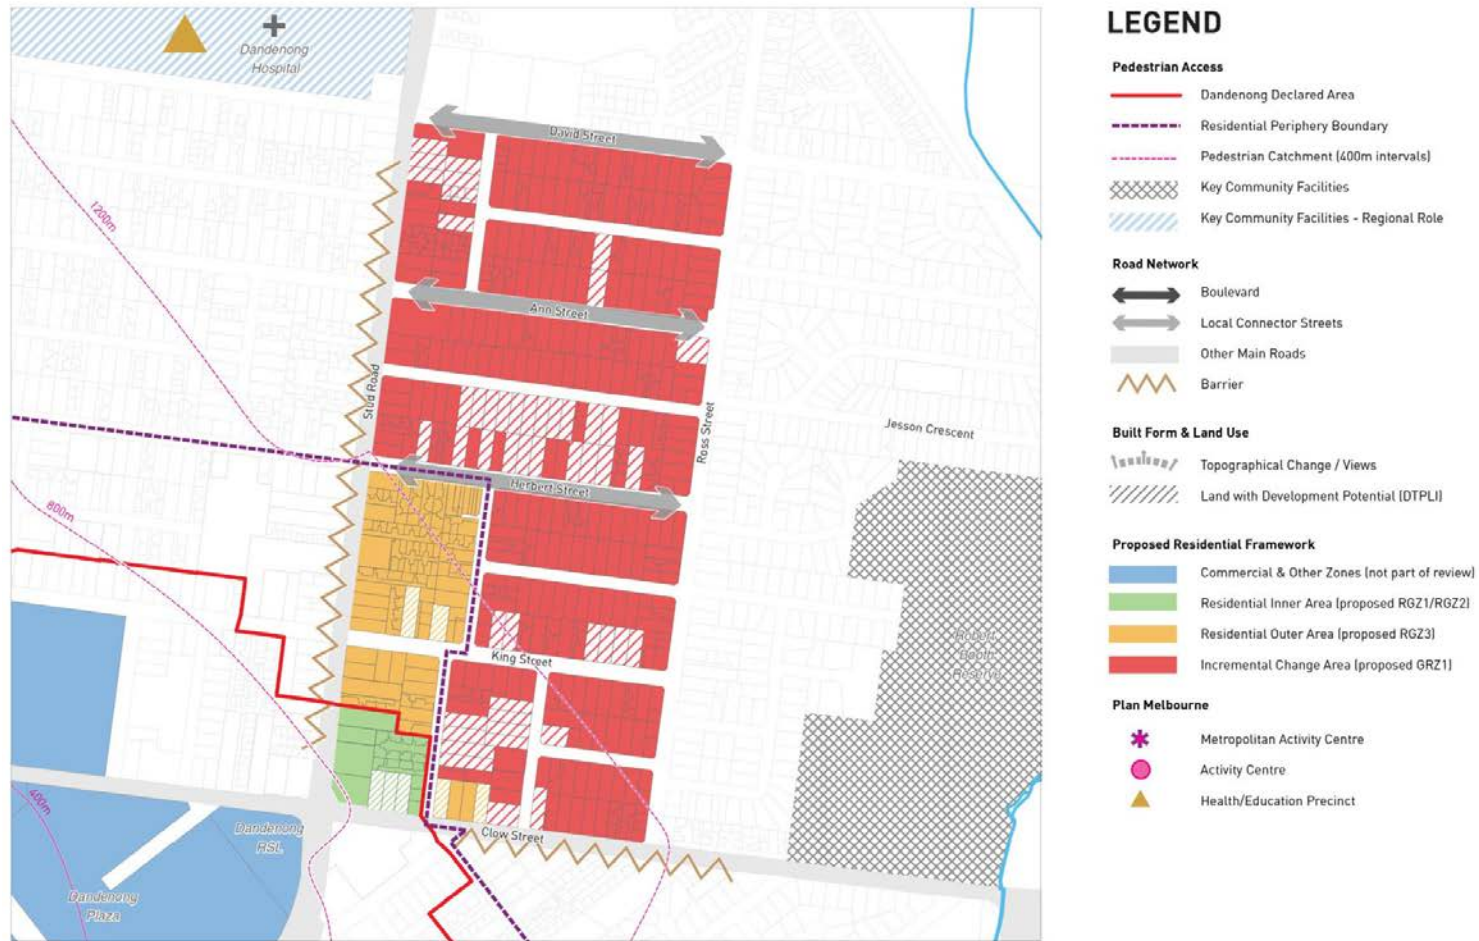 Dandenong
Hospital
David Street
1200m
Ann Street
Stud Road
Ross Street
Jesson Crescent
Herbert Street
800m
King Street
Robert
Booth
Reserve
400m
Dandenong
RSL
Clow Street
Dandenong
Plaza
LEGEND
Pedestrian Access
Dandenong Declared Area
Residential Periphery Boundary
Pedestrian Catchment (400m intervals)
Key Community Facilities
Key Community Facilities - Regional Role
Road Network
Boulevard
Local Connector Streets
Other Main Roads
Barrier
Built Form & Land Use
Topographical Change / Views
Land with Development Potential (DTPLI)
Proposed Residential Framework
Commercial & Other Zones (not part of review)
Residential Inner Area (proposed RGZ1/RGZ2)
Residential Outer Area (proposed RGZ3)
Incremental Change Area (proposed GRZ1)
Plan Melbourne
Metropolitan Activity Centre
Activity Centre
Health/Education Precinct